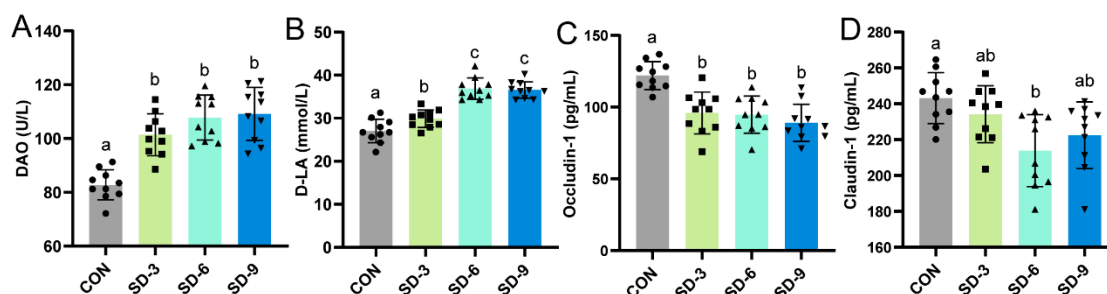 A
DAO (U/L)
140
120
100
80
60
a
b
b
b
CON
SD-3
SD-6
SD-9
B
D-LA (mmol/L)
50
40
30
20
10
0
a
b
c
c
CON
SD-3
SD-6
SD-9
C
Occludin-1 (pg/mL)
150
100
50
0
a
b
b
b
CON
SD-3
SD-6
SD-9
D
Claudin-1 (pg/mL)
280
260
240
220
200
180
160
a
ab
b
ab
CON
SD-3
SD-6
SD-9